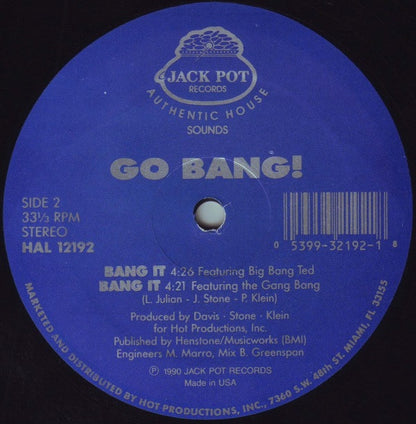 JACK POT
RECORDS
AUTHENTIC HOUSE
SOUNDS
GO BANG!
SIDE 2
33⅓ RPM
STEREO
HAL 12192
0 5399-32192-1 8
BANG IT 4:26 Featuring Big Bang Ted
BANG IT 4:21 Featuring the Gang Bang
(L. Julian - J. Stone - P. Klein)
Produced by Davis - Stone - Klein
for Hot Productions, Inc.
Published by Henstone/Musicworks (BMI)
Engineers M. Marro, Mix B. Greenspan
℗ 1990 JACK POT RECORDS
Made in USA
MARKETED AND DISTRIBUTED BY HOT PRODUCTIONS, INC., 7360 S.W. 48th ST. MIAMI, FL 33155